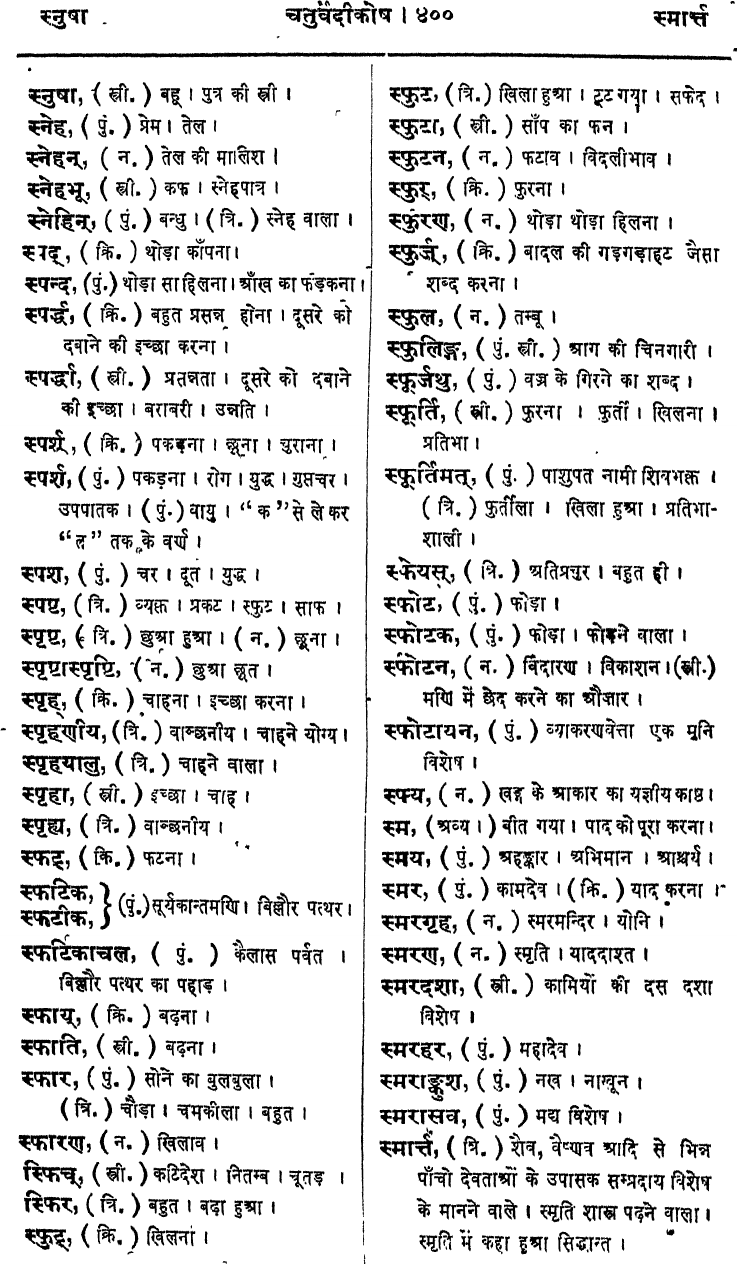 स्नुषा चतुर्वेदीकोष । ४०० स्मार्त्त
स्नुषा, ( स्त्री. ) बहू । पुत्र की स्त्री ।
स्नेह, ( पुं. ) प्रेम । तेल ।
स्नेहन्, ( न. ) तेल की मालिश ।
स्नेहभू, ( स्त्री. ) कफ । स्नेहपात्र ।
स्नेहिन्, ( पुं. ) बन्धु । ( त्रि. ) स्नेह वाला ।
( क्रि. ) थोड़ा काँपना।
स्पन्द, (पुं.) थोड़ा सा हिलना। आँख का फड़कना।
स्पर्द्ध, ( क्रि. ) बहुत प्रसन्न होना । दूसरे को
दबाने की इच्छा करना ।
स्पर्द्धा, ( स्त्री. ) प्रतन्नता । दूसरे को दबाने
की इच्छा । बराबरी । उन्नति ।
स्पर्श्, ( क्रि. ) पकड़ना । छूना । चुराना ।
स्पर्श, ( पुं. ) पकड़ना । रोग । युद्ध । गुप्तचर ।
उपपातक । ( पुं.) वायु । “क” से ले कर
तक के वर्ण ।
स्पश, ( पुं. ) चर । दूत । युद्ध ।
स्पष्ट, ( त्रि. ) व्यक्त । प्रकट । स्फुट । साफ ।
स्पृष्ट, ( त्रि. ) छुआ हुआ । ( न. ) छूना ।
स्पृष्टास्पृष्टि, ( न. ) छुआ छूत ।
स्पृह्, ( क्रि. ) चाहना । इच्छा करना ।
स्पृहणीय, (त्रि. ) वाञ्छनीय । चाहने योग्य ।
स्पृहयालु, ( त्रि. ) चाहने वाला ।
स्पृहा, ( स्त्री. ) इच्छा । चाह ।
स्पृह्य, ( त्रि. ) वाञ्छनीय ।
स्फट्, ( क्रि. ) फटना ।
स्फटिक,
स्फटीक, } (पुं.) सूर्यकान्तमणि। बिल्लौर पत्थर।
स्फटिकाचल, ( पुं. ) कैलास पर्वत ।
बिल्लौर पत्थर का पहाड़ ।
स्फाय्, ( क्रि. ) बढ़ना ।
स्फाति, ( स्त्री. ) बढ़ना ।
स्फार, ( पुं. ) सोने का बुलबुला ।
( त्रि. ) चौड़ा । चमकीला । बहुत ।
स्फारण, ( न. ) खिलाव ।
स्फिच्, ( स्त्री. ) कटिदेश । नितम्ब । चूतड़ ।
स्फिर, ( त्रि. ) बहुत । बढ़ा हुआ ।
स्फुट्, ( क्रि. ) खिलना ।
स्फुट, ( त्रि. ) खिला हुआ । टूट गया । सफेद ।
स्फुटा, ( स्त्री. ) साँप का फन ।
स्फुटन, ( न. ) फटाव । विदलीभाव ।
स्फुर्, ( क्रि. ) फुरना ।
स्फुरण, ( न. ) थोड़ा थोड़ा हिलना ।
स्फुर्ज्, ( क्रि. ) बादल की गड़गड़ाहट जैसा
शब्द करना ।
स्फुल, ( न. ) तम्बू ।
स्फुलिङ्ग, ( पुं. स्त्री. ) आग की चिनगारी ।
स्फूर्जथु, ( पुं. ) वज्र के गिरने का शब्द ।
स्फूर्ति, ( स्त्री. ) फुरना । फुर्ती । खिलना ।
प्रतिभा ।
स्फूर्तिमत्, ( पुं. ) पाशुपत नामी शिवभक्त ।
( त्रि. ) फुर्तीला । खिला हुआ । प्रतिभा-
शाली ।
स्फेयस्, ( त्रि. ) अतिप्रचुर । बहुत ही ।
स्फोट, ( पुं. ) फोड़ा ।
स्फोटक, ( पुं. ) फोड़ा । फोड़ने वाला ।
स्फोटन, ( न. ) विदारण । विकाशन। (स्त्री.)
मणि में छेद करने का औजार ।
स्फोटायन, ( पुं. ) व्याकरणवेत्ता एक मुनि
विशेष ।
स्फ्य, ( न. ) खङ्ग के आकार का यज्ञीय काष्ठ ।
स्म, (अव्य।) बीत गया। पाद को पूरा करना।
स्मय, ( पुं. ) अहङ्कार । अभिमान । आश्चर्य ।
स्मर, ( पुं. ) कामदेव । ( क्रि. ) याद करना ।
स्मरगृह, ( न. ) स्मरमन्दिर । योनि ।
स्मरण, ( न. ) स्मृति । याददाश्त ।
स्मरदशा, ( स्त्री. ) कामियों की दस दशा
विशेष ।
स्मरहर, ( पुं. ) महादेव ।
स्मराङ्कुश, ( पुं. ) नख । नाखून ।
स्मरासव, ( पुं. ) मद्य विशेष ।
स्मार्त्त, ( त्रि. ) शैव, वैष्णव आदि से भिन्न
पाँचो देवताओं के उपासक सम्प्रदाय विशेष
के मानने वाले । स्मृति शास्त्र पढ़ने वाला।
स्मृति में कहा हुआ सिद्धान्त ।